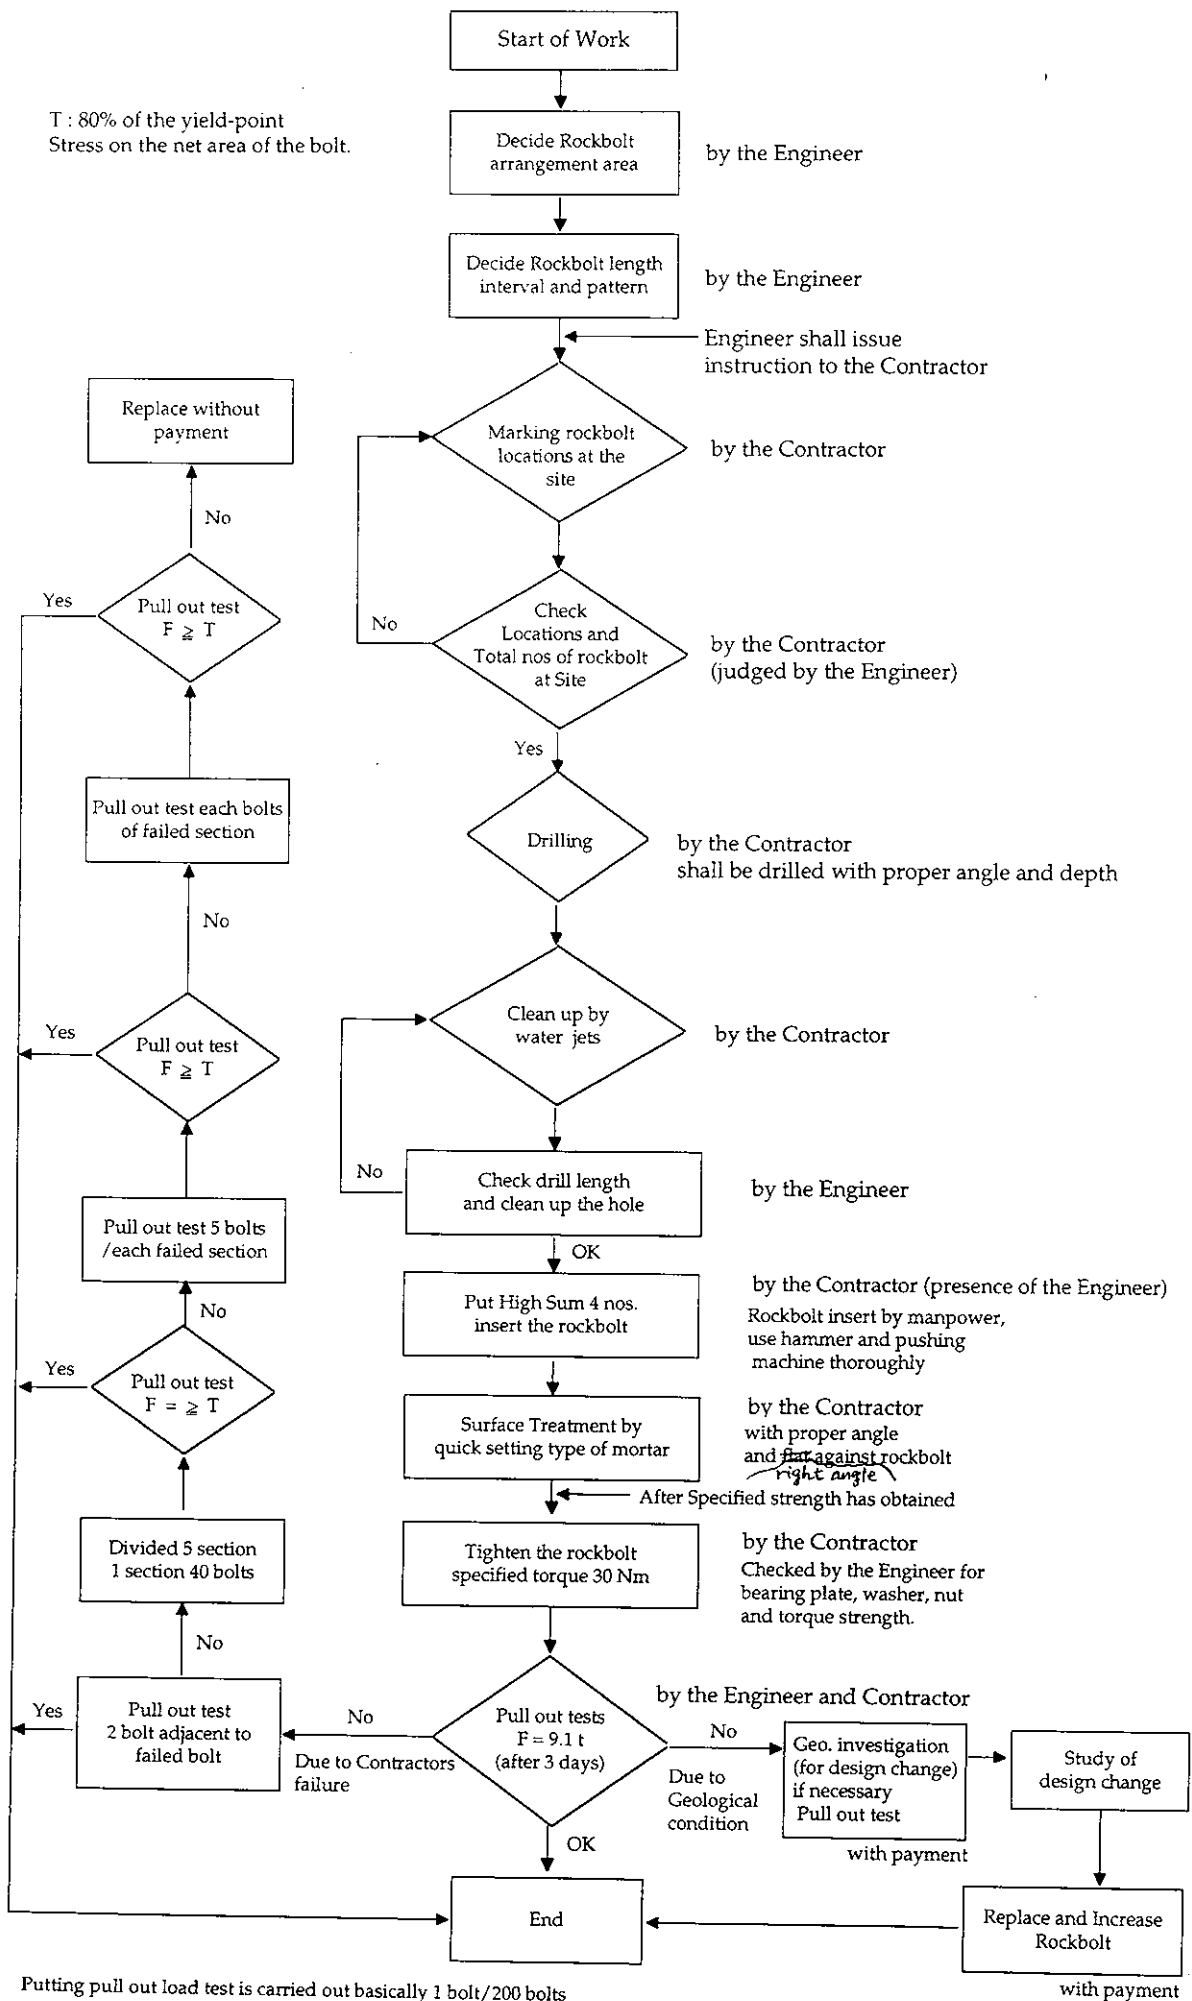 Start of Work
T : 80% of the yield-point
Stress on the net area of the bolt.
Decide Rockbolt
arrangement area
by the Engineer
Decide Rockbolt length
interval and pattern
by the Engineer
Engineer shall issue
instruction to the Contractor
Marking rockbolt
locations at the
site
by the Contractor
Check
Locations and
Total nos of rockbolt
at Site
No
by the Contractor
(judged by the Engineer)
Yes
Drilling
by the Contractor
shall be drilled with proper angle and depth
Clean up by
water jets
by the Contractor
No
Check drill length
and clean up the hole
by the Engineer
OK
Put High Sum 4 nos.
insert the rockbolt
by the Contractor (presence of the Engineer)
Rockbolt insert by manpower,
use hammer and pushing
machine thoroughly
Surface Treatment by
quick setting type of mortar
by the Contractor
with proper angle
and flat against rockbolt
right angle
After Specified strength has obtained
Tighten the rockbolt
specified torque 30 Nm
by the Contractor
Checked by the Engineer for
bearing plate, washer, nut
and torque strength.
Pull out tests
F = 9.1 t
(after 3 days)
by the Engineer and Contractor
No
Due to Contractors
failure
No
Due to
Geological
condition
OK
Geo. investigation
(for design change)
if necessary
Pull out test
with payment
Study of
design change
Replace and Increase
Rockbolt
with payment
End
Replace without
payment
No
Pull out test
F ≧ T
Yes
Pull out test each bolts
of failed section
No
Pull out test
F ≧ T
Yes
Pull out test 5 bolts
/each failed section
No
Pull out test
F = ≧ T
Yes
Divided 5 section
1 section 40 bolts
No
Pull out test
2 bolt adjacent to
failed bolt
Yes
Putting pull out load test is carried out basically 1 bolt/200 bolts